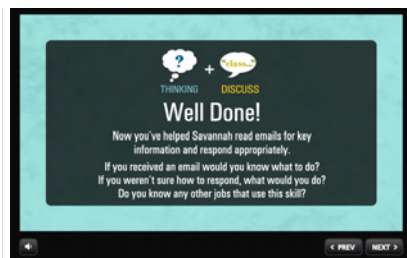 ?
"class..."
+
THINKING DISCUSS
Well Done!
Now you've helped Savannah read emails for key
information and respond appropriately.
If you received an email would you know what to do?
If you weren't sure how to respond, what would you do?
Do you know any other jobs that use this skill?
< PREV NEXT >